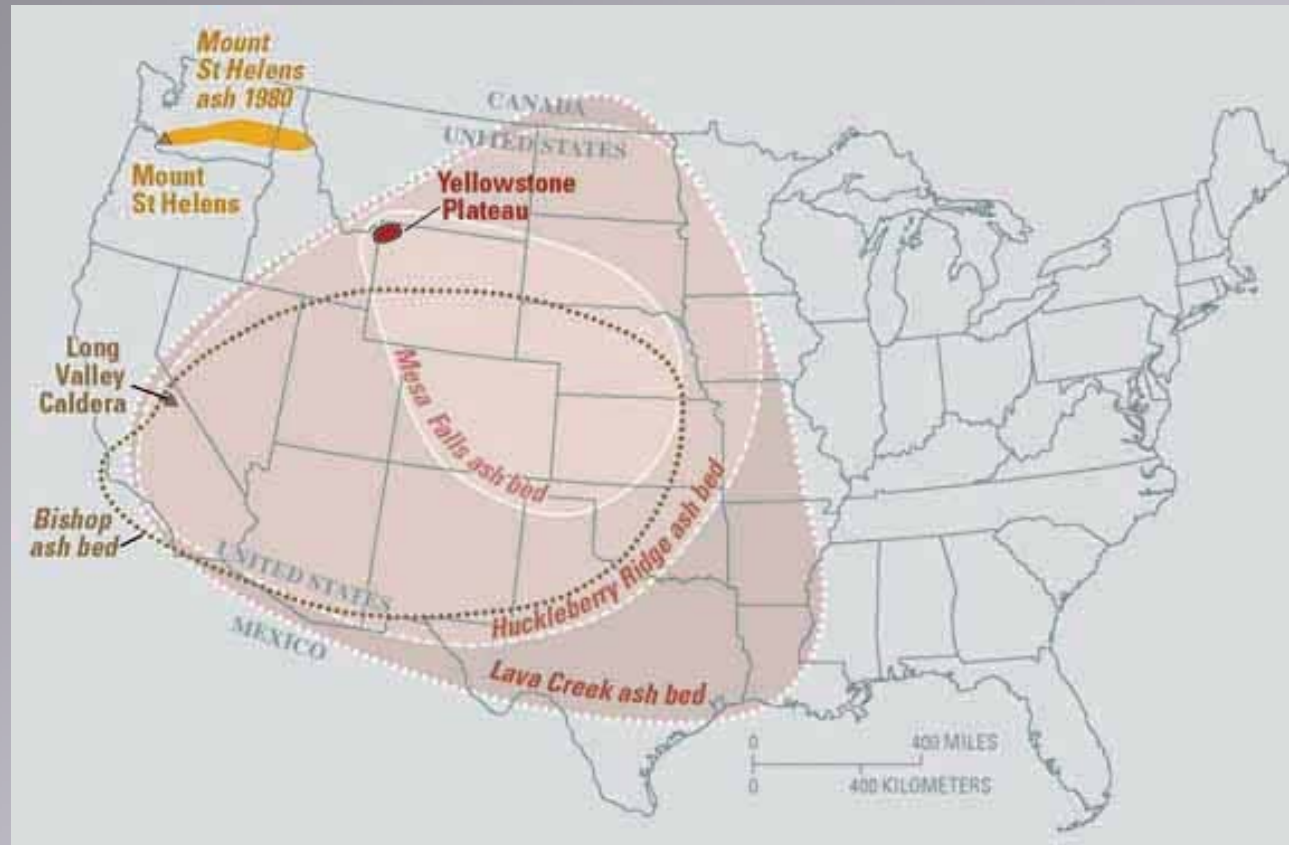 Mount
St Helens
ash 1980
CANADA
UNITED STATES
Mount
St Helens
Yellowstone
Plateau
Long
Valley
Caldera
Mesa Falls ash bed
Bishop
ash bed
UNITED STATES
MEXICO
Huckleberry Ridge ash bed
Lava Creek ash bed
0 400 MILES
0 400 KILOMETERS